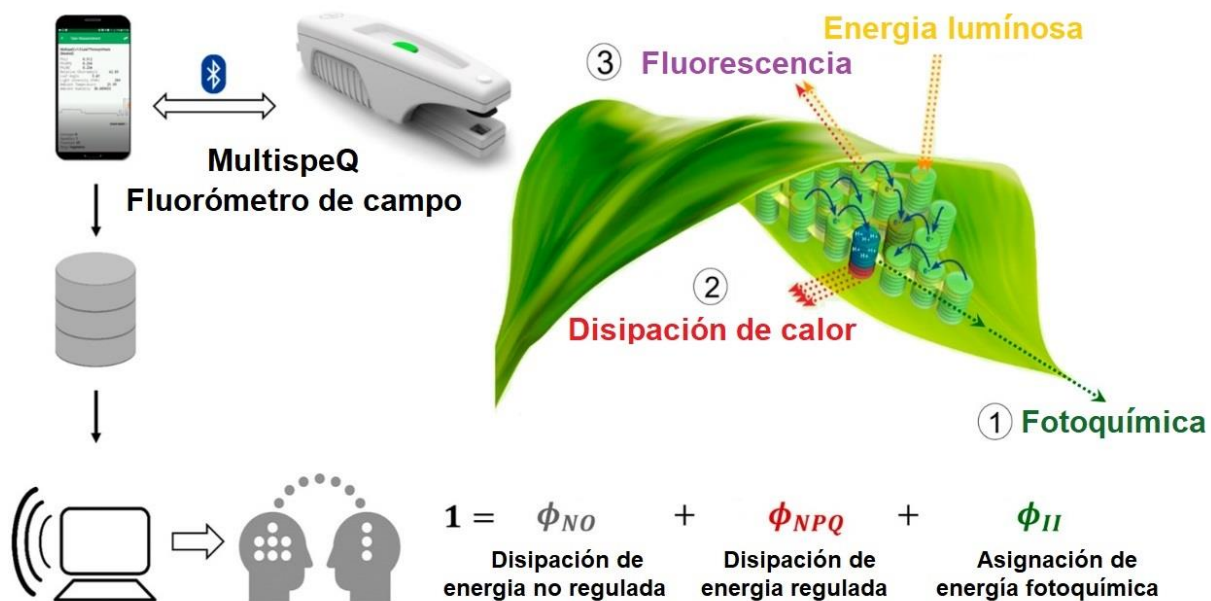 Energia lumínosa
③ Fluorescencia
MultispeQ
Fluorómetro de campo
②
Disipación de calor
① Fotoquímica
1 = ϕNO + ϕNPQ + ϕII
Disipación de energia no regulada
Disipación de energia regulada
Asignación de energía fotoquímica